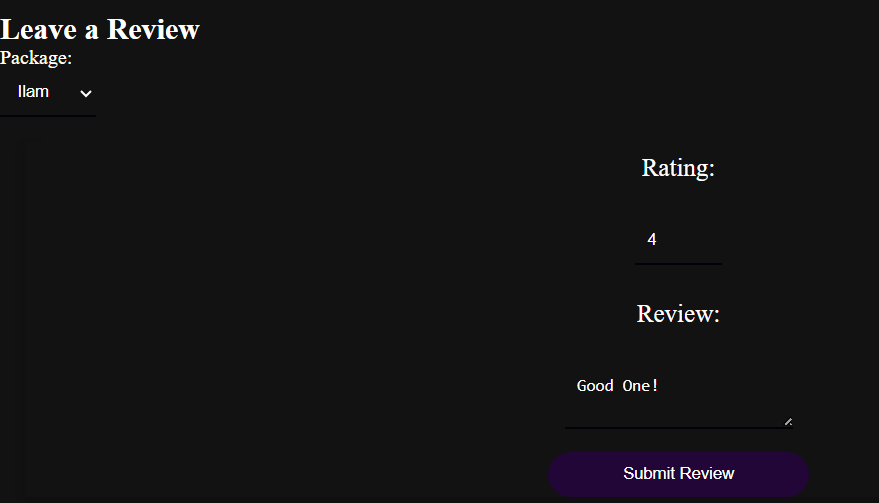 Leave a Review
Package:
Ilam
Rating:
4
Review:
Good One!
Submit Review